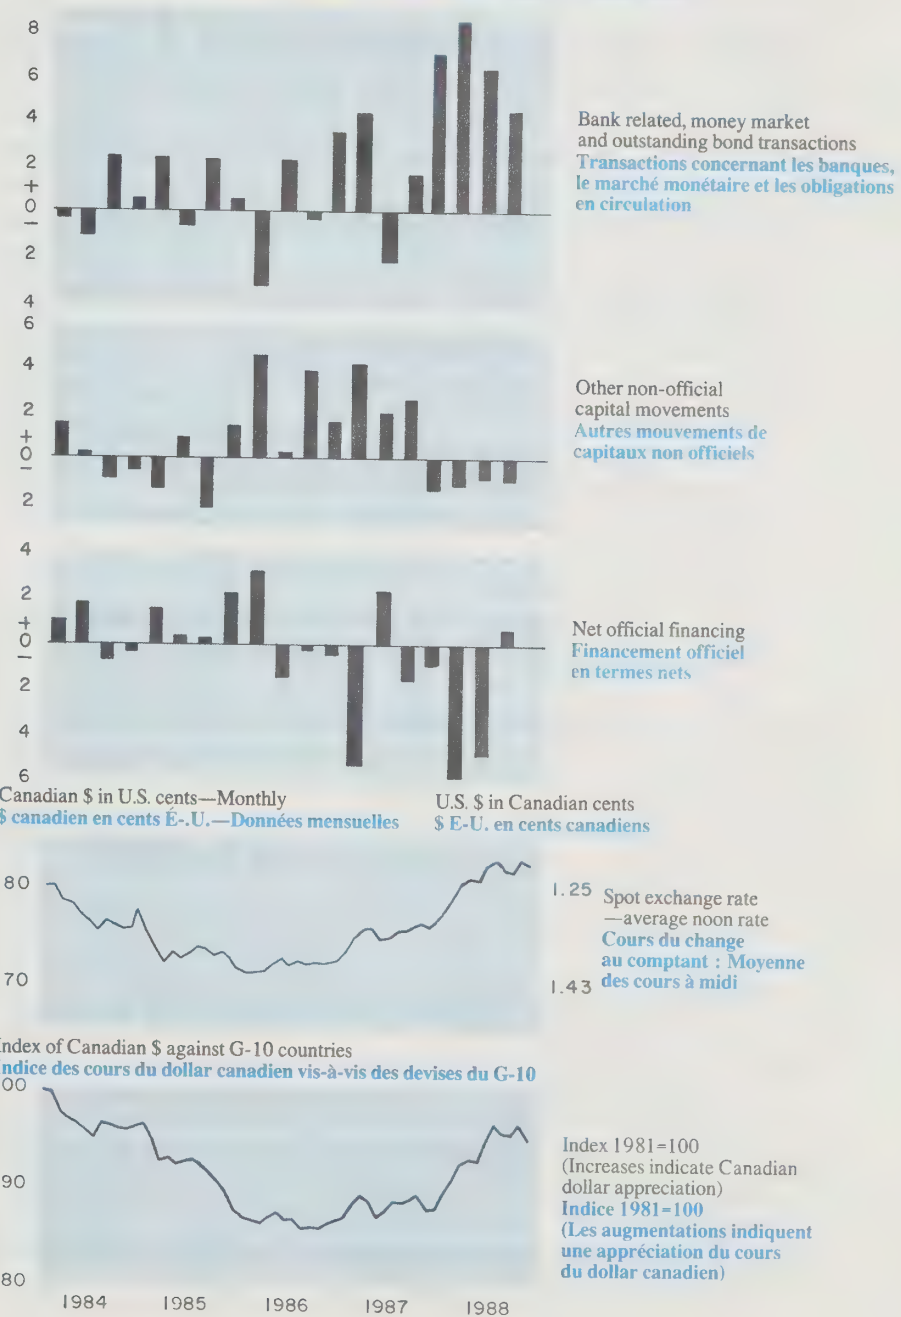 8
6
4
2
+
0
—
2
4
Bank related, money market
and outstanding bond transactions
Transactions concernant les banques,
le marché monétaire et les obligations
en circulation
6
4
2
+
0
—
2
Other non-official
capital movements
Autres mouvements de
capitaux non officiels
4
2
+
0
—
2
4
6
Net official financing
Financement officiel
en termes nets
Canadian $ in U.S. cents—Monthly
$ canadien en cents É-.U.—Données mensuelles
U.S. $ in Canadian cents
$ E-U. en cents canadiens
80
70
1.25
1.43
Spot exchange rate
—average noon rate
Cours du change
au comptant : Moyenne
des cours à midi
Index of Canadian $ against G-10 countries
Indice des cours du dollar canadien vis-à-vis des devises du G-10
00
90
80
Index 1981=100
(Increases indicate Canadian
dollar appreciation)
Indice 1981=100
(Les augmentations indiquent
une appréciation du cours
du dollar canadien)
1984 1985 1986 1987 1988